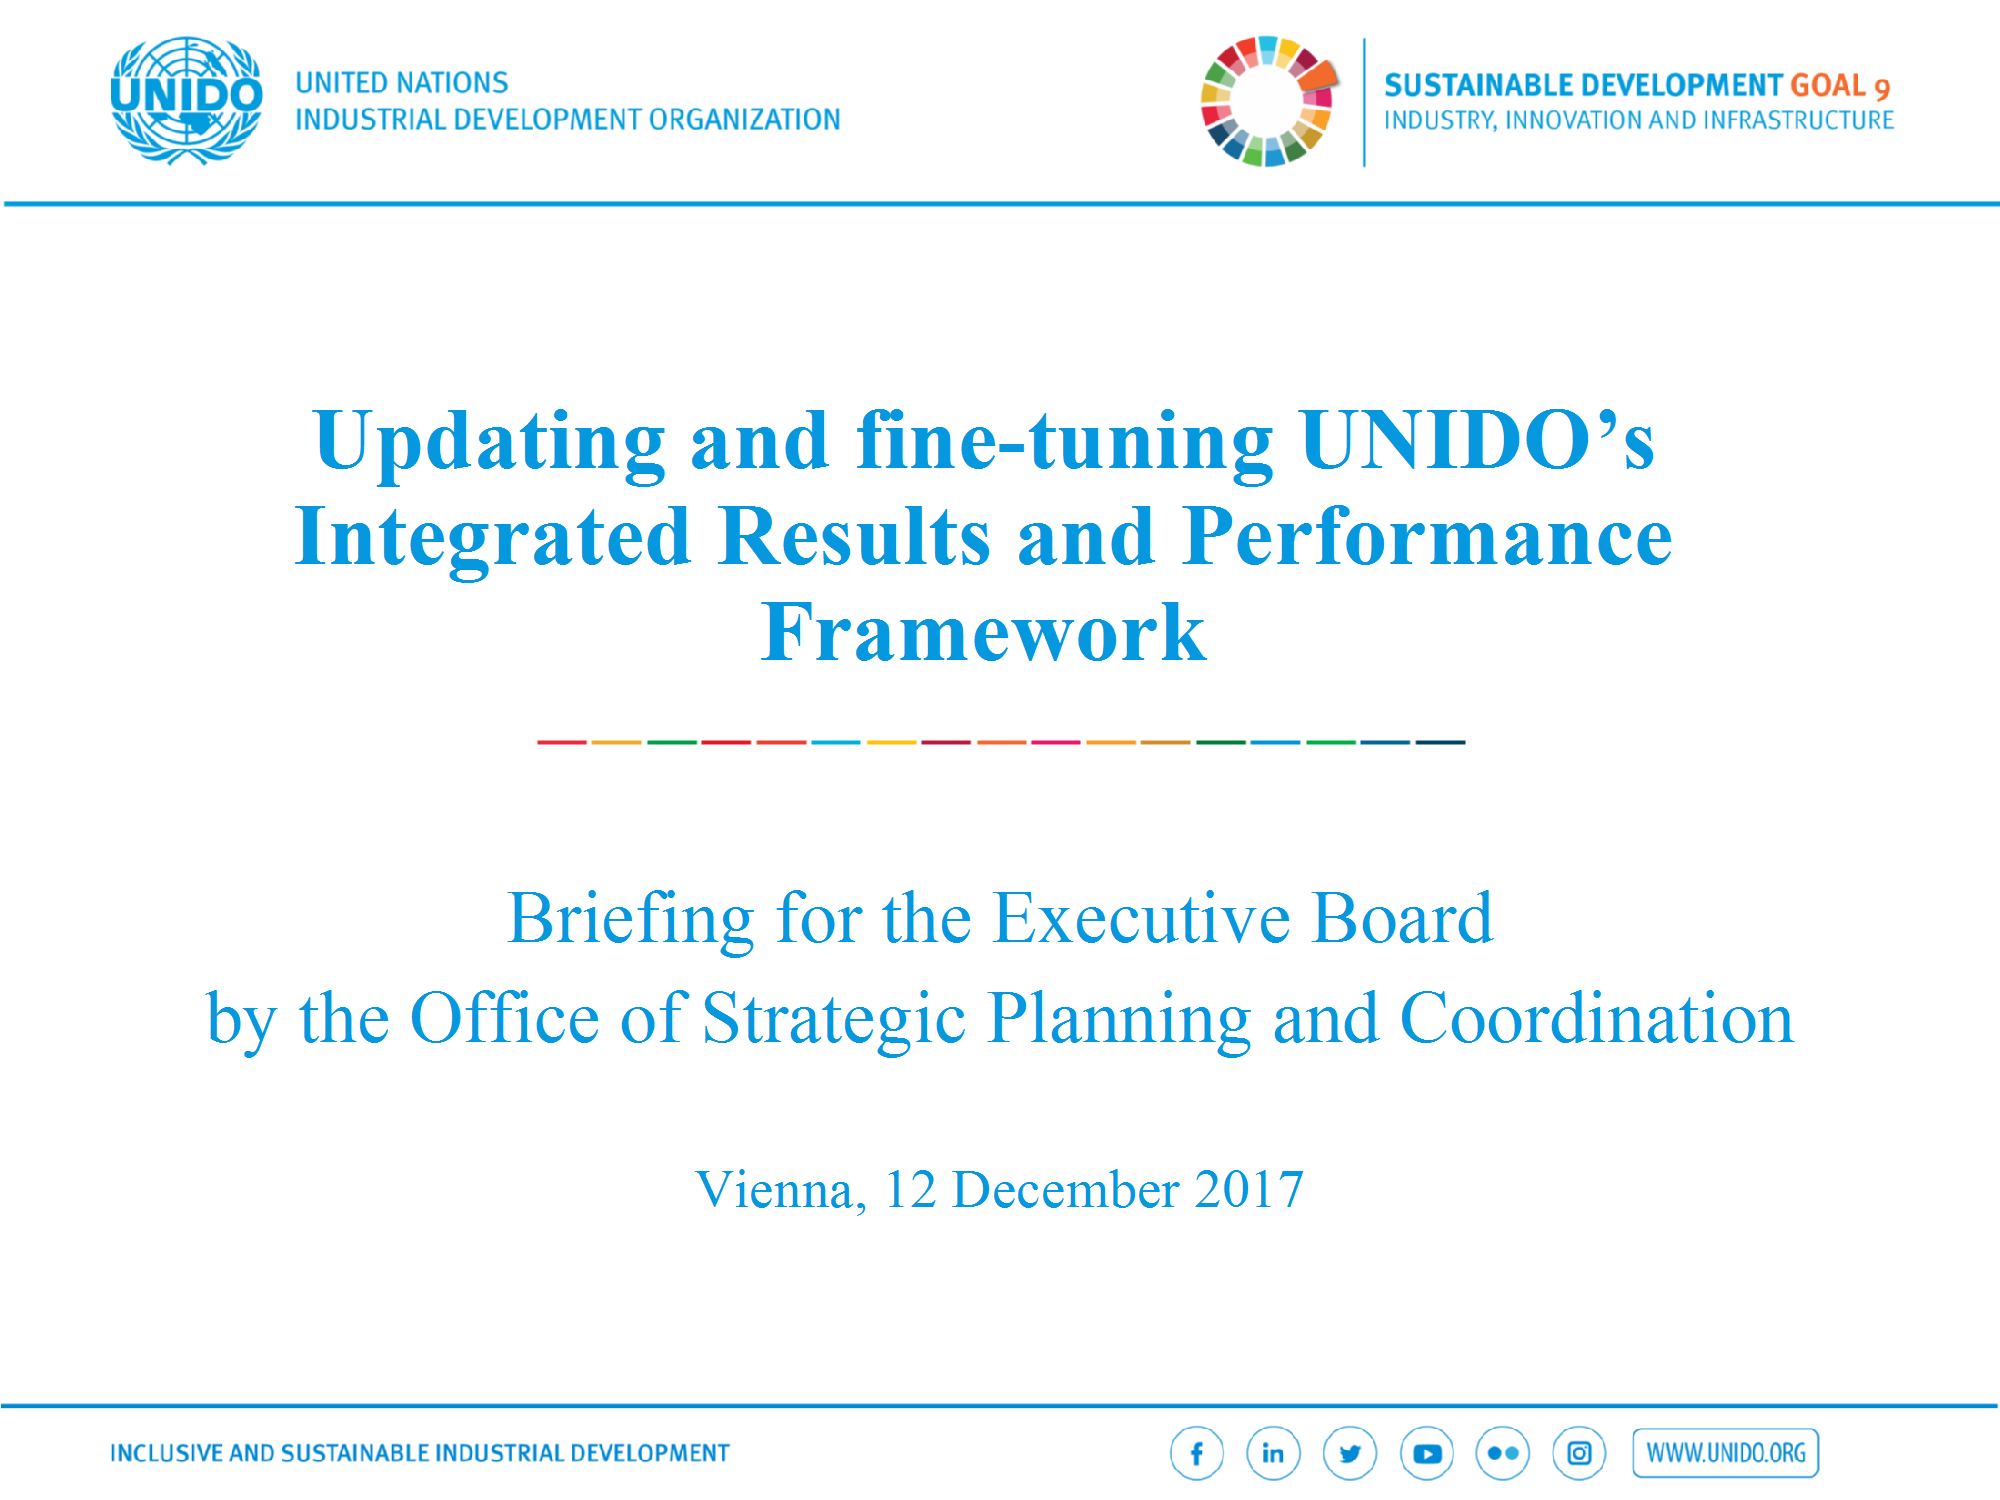 UNIDO
UNITED NATIONS
INDUSTRIAL DEVELOPMENT ORGANIZATION
SUSTAINABLE DEVELOPMENT GOAL 9
INDUSTRY, INNOVATION AND INFRASTRUCTURE
Updating and fine-tuning UNIDO’s
Integrated Results and Performance
Framework
Briefing for the Executive Board
by the Office of Strategic Planning and Coordination
Vienna, 12 December 2017
INCLUSIVE AND SUSTAINABLE INDUSTRIAL DEVELOPMENT
f
in
WWW.UNIDO.ORG